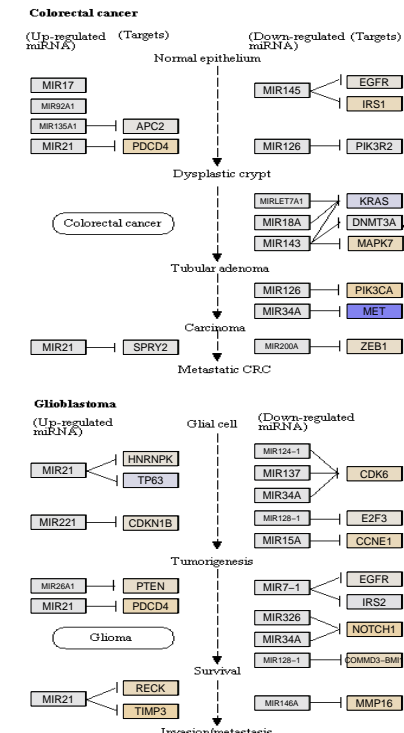 Colorectal cancer
(Up-regulated miRNA) (Targets) (Down-regulated miRNA) (Targets)
Normal epithelium
MIR17
MIR92A1
MIR135A1 APC2
MIR21 PDCD4
MIR145 EGFR
IRS1
MIR126 PIK3R2
Dysplastic crypt
MIRLET7A1 KRAS
MIR18A DNMT3A
MIR143 MAPK7
Colorectal cancer
Tubular adenoma
MIR126 PIK3CA
MIR34A MET
Carcinoma
MIR21 SPRY2
MIR200A ZEB1
Metastatic CRC
Glioblastoma
(Up-regulated miRNA) Glial cell (Down-regulated miRNA)
MIR21 HNRNPK
TP63
MIR221 CDKN1B
MIR124-1
MIR137 CDK6
MIR34A
MIR128-1 E2F3
MIR15A CCNE1
Tumorigenesis
MIR26A1 PTEN
MIR21 PDCD4
MIR7-1 EGFR
IRS2
MIR326 NOTCH1
MIR34A
MIR128-1 COMMD3-BMI1
Glioma
Survival
MIR21 RECK
TIMP3
MIR146A MMP16
Invasion/metastasis